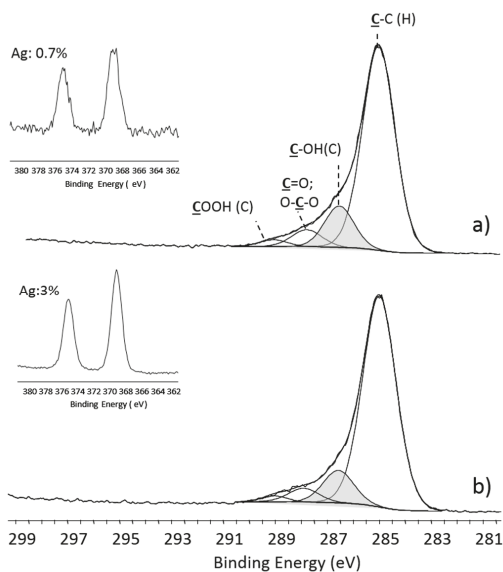 C-C (H)
Ag: 0.7%
C-OH(C)
C=O;
O-C-O
COOH (C)
a)
380 378 376 374 372 370 368 366 364 362
Binding Energy ( eV)
Ag:3%
380 378 376 374 372 370 368 366 364 362
Binding Energy ( eV)
b)
299 297 295 293 291 289 287 285 283 281
Binding Energy (eV)